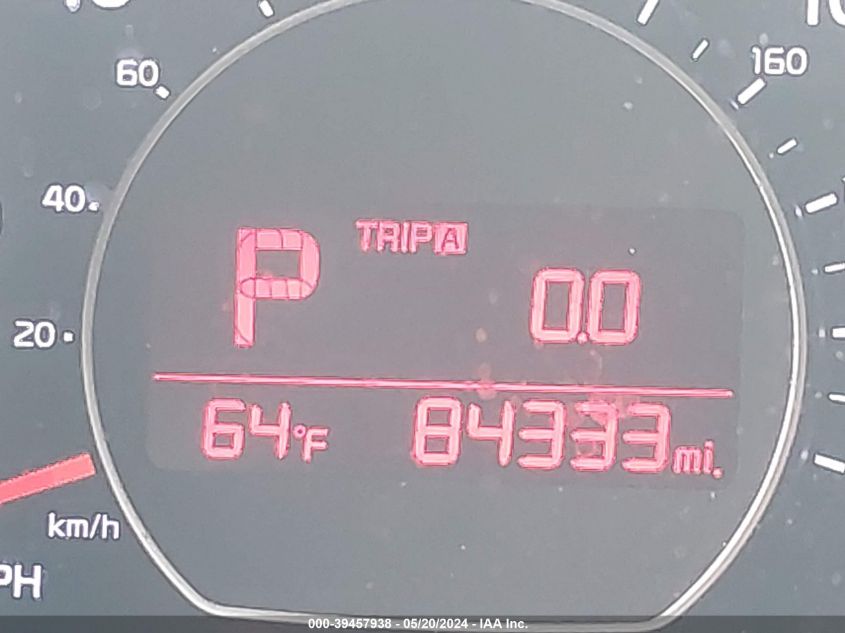 60
160
40
TRIP A
P
0.0
20
64°F 84333 mi.
km/h
PH
000-39457938 - 05/20/2024 - IAA Inc.